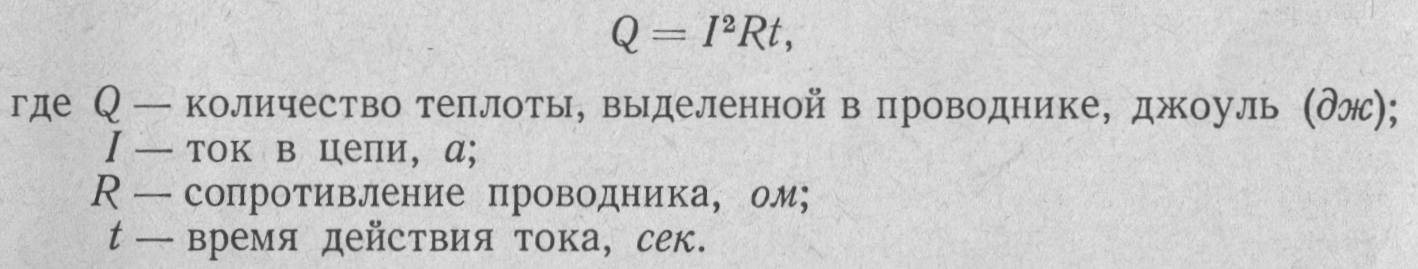 Q = I²Rt,
где Q — количество теплоты, выделенной в проводнике, джоуль (дж);
I — ток в цепи, а;
R — сопротивление проводника, ом;
t — время действия тока, сек.